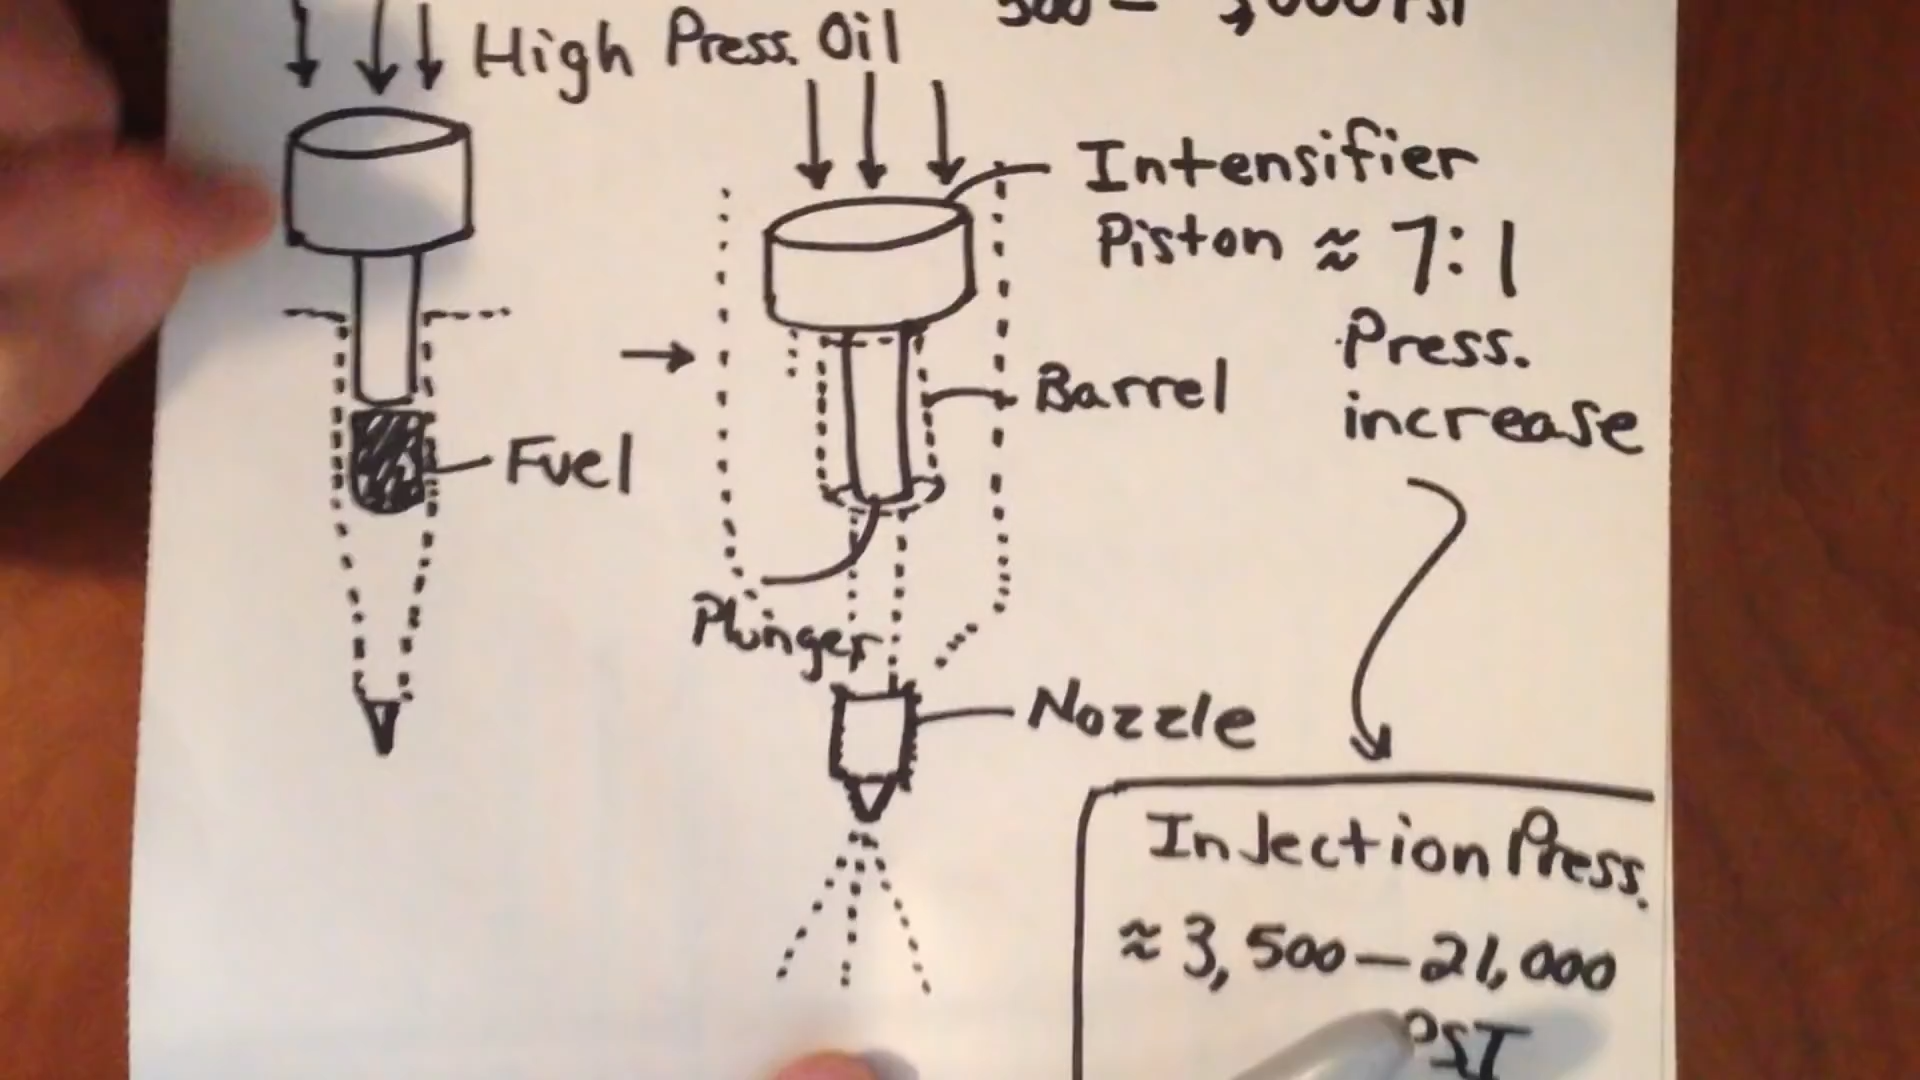 High Press. Oil
Intensifier
Piston ≈ 7:1
Press.
increase
Barrel
Fuel
Plunger
Nozzle
Injection Press.
≈ 3,500 — 21,000
PSI